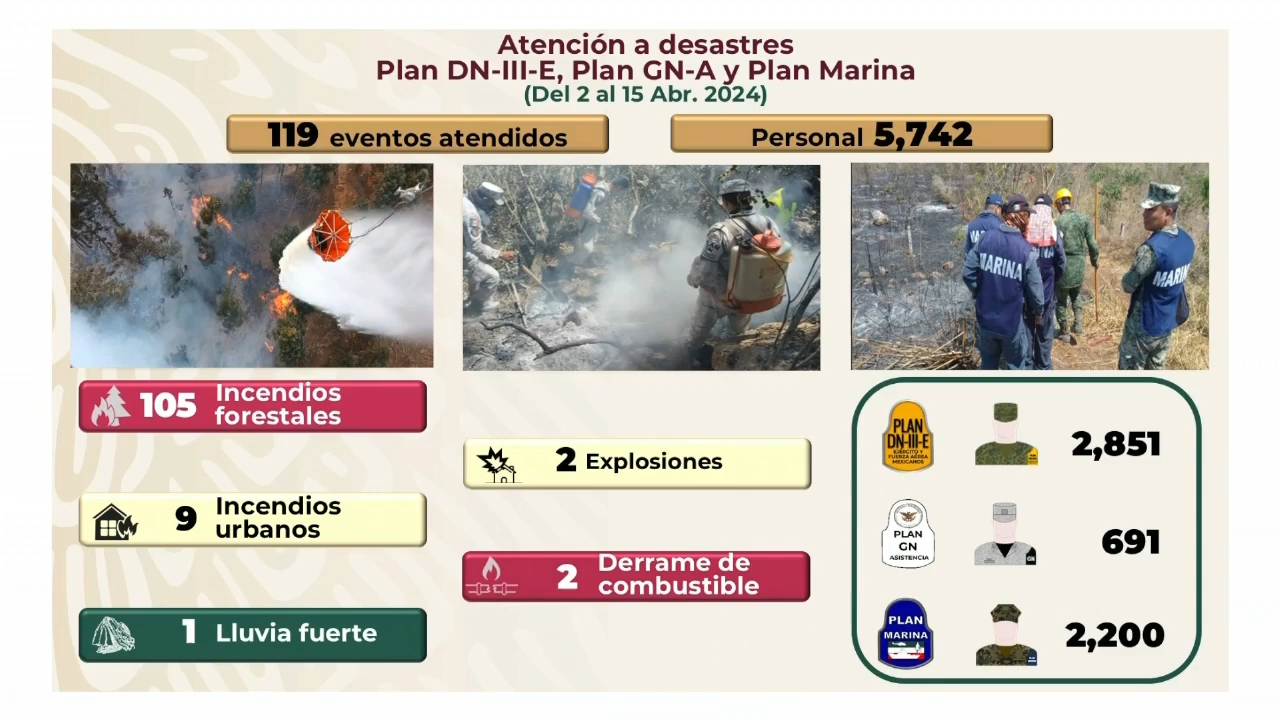 Atención a desastres
Plan DN-III-E, Plan GN-A y Plan Marina
(Del 2 al 15 Abr. 2024)
119 eventos atendidos
Personal 5,742
MARINA
MARINA
105 Incendios
forestales
9 Incendios
urbanos
1 Lluvia fuerte
2 Explosiones
2 Derrame de
combustible
PLAN
DN-III-E
EJÉRCITO Y
FUERZA AÉREA
MEXICANOS
2,851
PLAN
GN
ASISTENCIA
GN
691
PLAN
MARINA
2,200